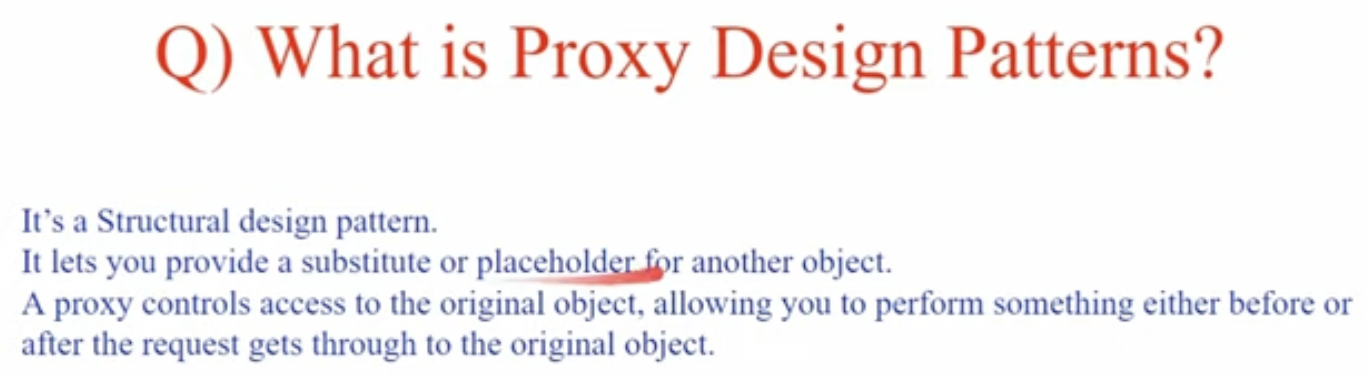 Q) What is Proxy Design Patterns?
It's a Structural design pattern.
It lets you provide a substitute or placeholder for another object.
A proxy controls access to the original object, allowing you to perform something either before or
after the request gets through to the original object.